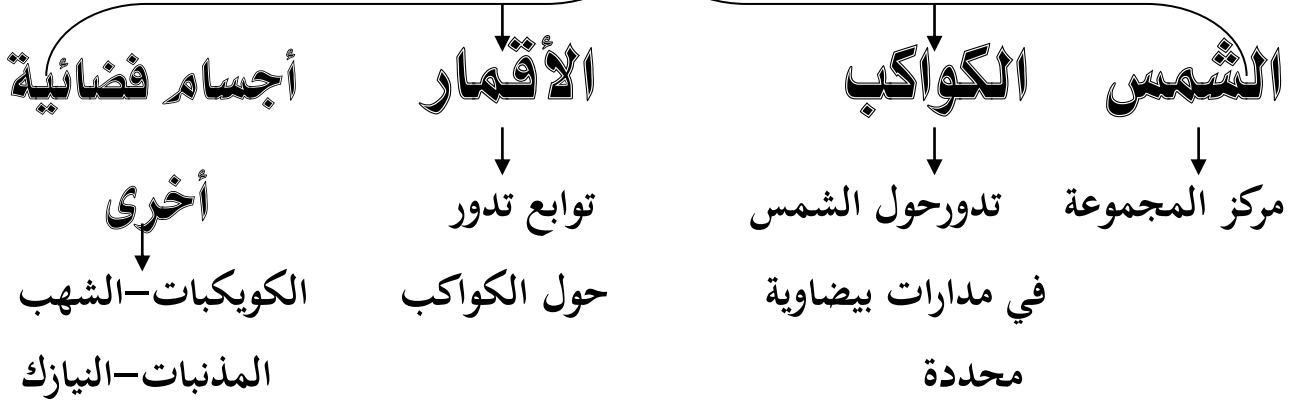 الشمس
مركز المجموعة
الكواكب
تدورحول الشمس
في مدارات بيضاوية
محددة
الأقمار
توابع تدور
حول الكواكب
أجسام فضائية
أخرى
الكويكبات–الشهب
المذنبات–النيازك